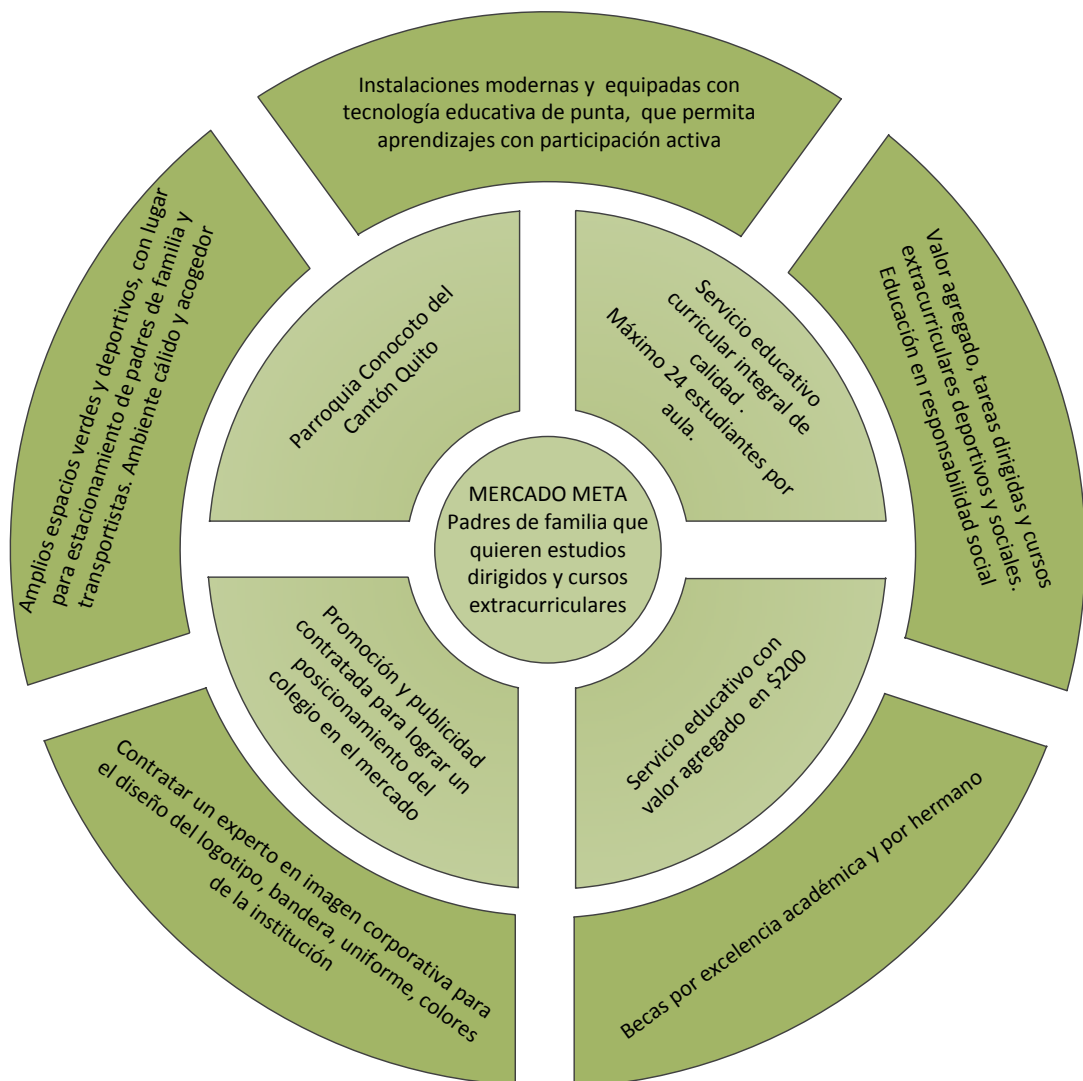 Instalaciones modernas y equipadas con
tecnología educativa de punta, que permita
aprendizajes con participación activa
Amplios espacios verdes y deportivos, con lugar
para estacionamiento de padres de familia y
transportistas. Ambiente cálido y acogedor
Parroquia Conocoto del
Cantón Quito
Servicio educativo
curricular integral de
calidad .
Máximo 24 estudiantes por
aula.
Valor agregado, tareas dirigidas y cursos
extracurriculares deportivos y sociales.
Educación en responsabilidad social
MERCADO META
Padres de familia que
quieren estudios
dirigidos y cursos
extracurriculares
Promoción y publicidad
contratada para lograr un
posicionamiento del
colegio en el mercado
Servicio educativo con
valor agregado en $200
Contratar un experto en imagen corporativa para
el diseño del logotipo, bandera, uniforme, colores
de la institución
Becas por excelencia académica y por hermano